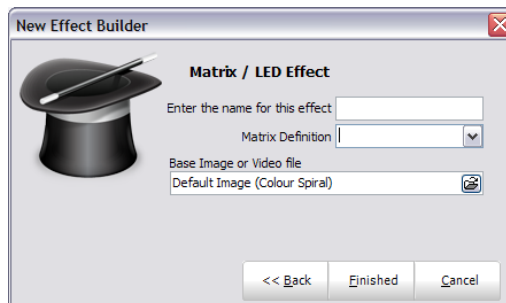 New Effect Builder
Matrix / LED Effect
Enter the name for this effect
Matrix Definition
Base Image or Video file
Default Image (Colour Spiral)
<< Back Finished Cancel